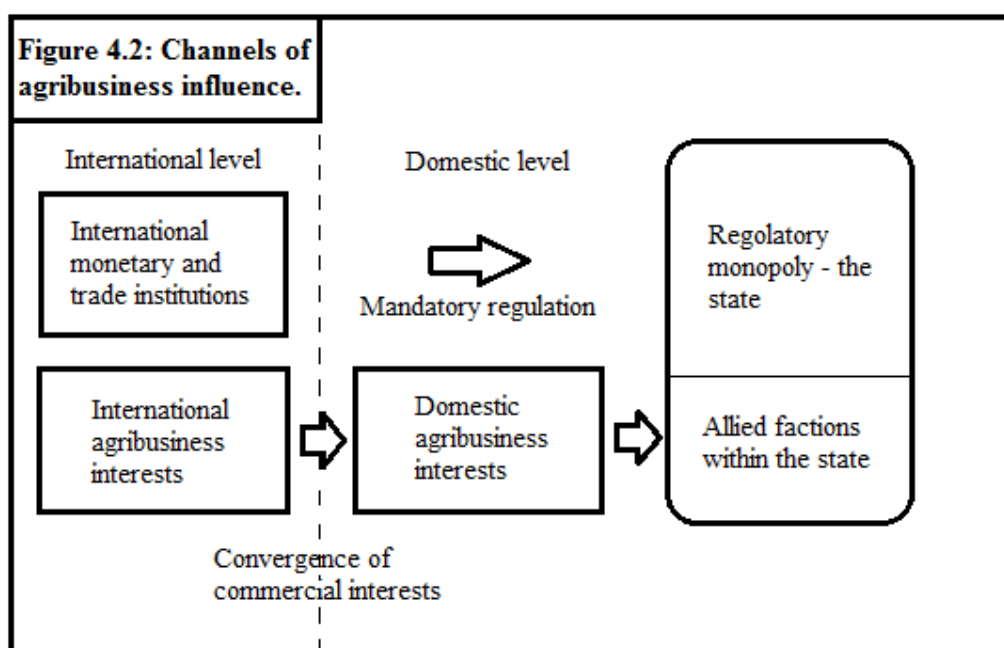 Figure 4.2: Channels of
agribusiness influence.
International level
Domestic level
International
monetary and
trade institutions
Mandatory regulation
Regolatory
monopoly - the
state
International
agribusiness
interests
Domestic
agribusiness
interests
Allied factions
within the state
Convergence of
commercial interests